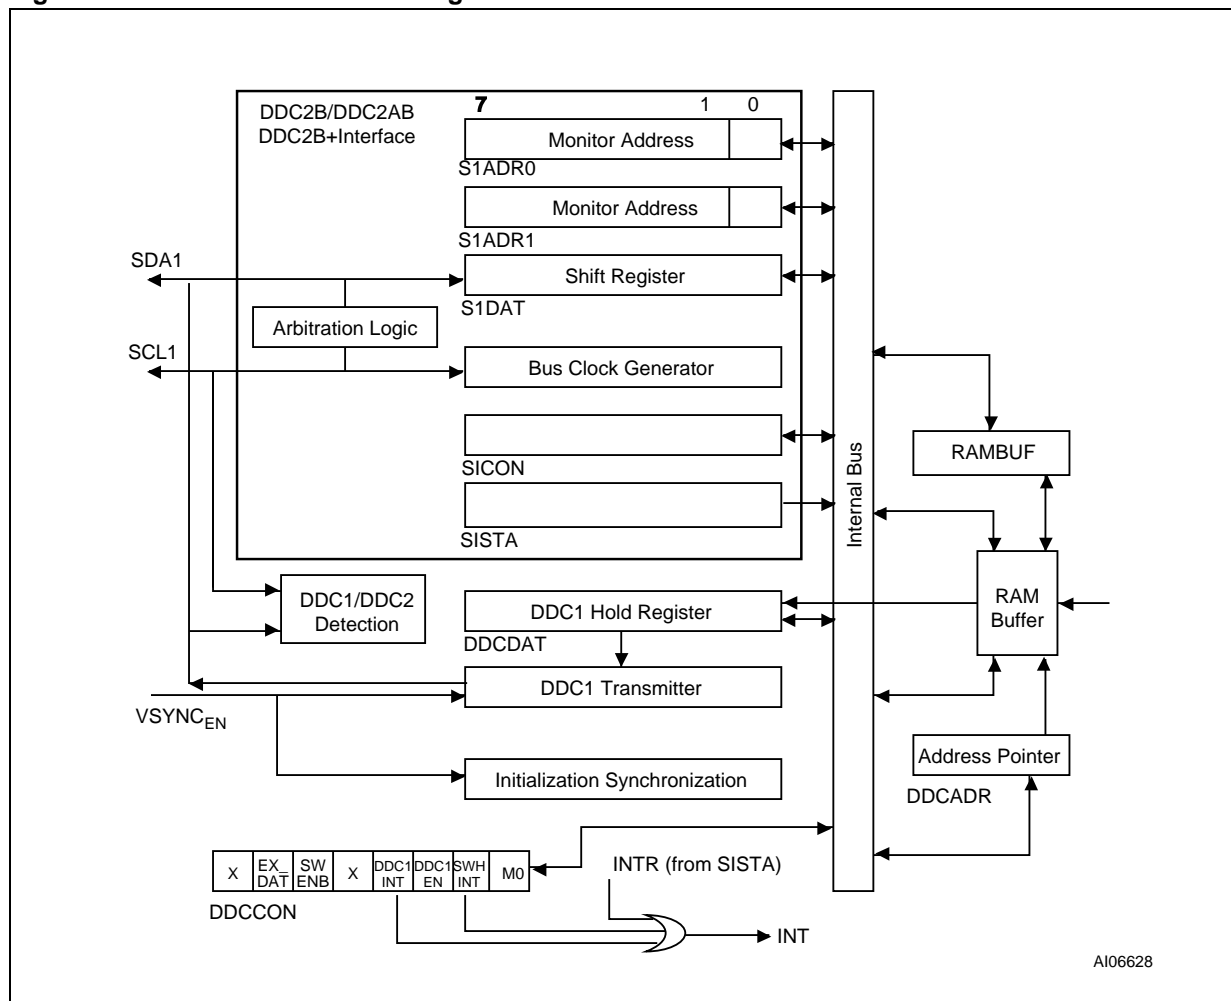 DDC2B/DDC2AB
DDC2B+Interface
7 1 0
Monitor Address
S1ADR0
Monitor Address
S1ADR1
SDA1
Shift Register
S1DAT
Arbitration Logic
SCL1
Bus Clock Generator
SICON
SISTA
Internal Bus
RAMBUF
RAM
Buffer
DDC1/DDC2
Detection
DDC1 Hold Register
DDCDAT
DDC1 Transmitter
VSYNCEN
Address Pointer
DDCADR
Initialization Synchronization
X EX_ SW X DDC1 DDC1 SWH M0
DAT ENB INT EN INT
DDCCON
INTR (from SISTA)
INT
AI06628